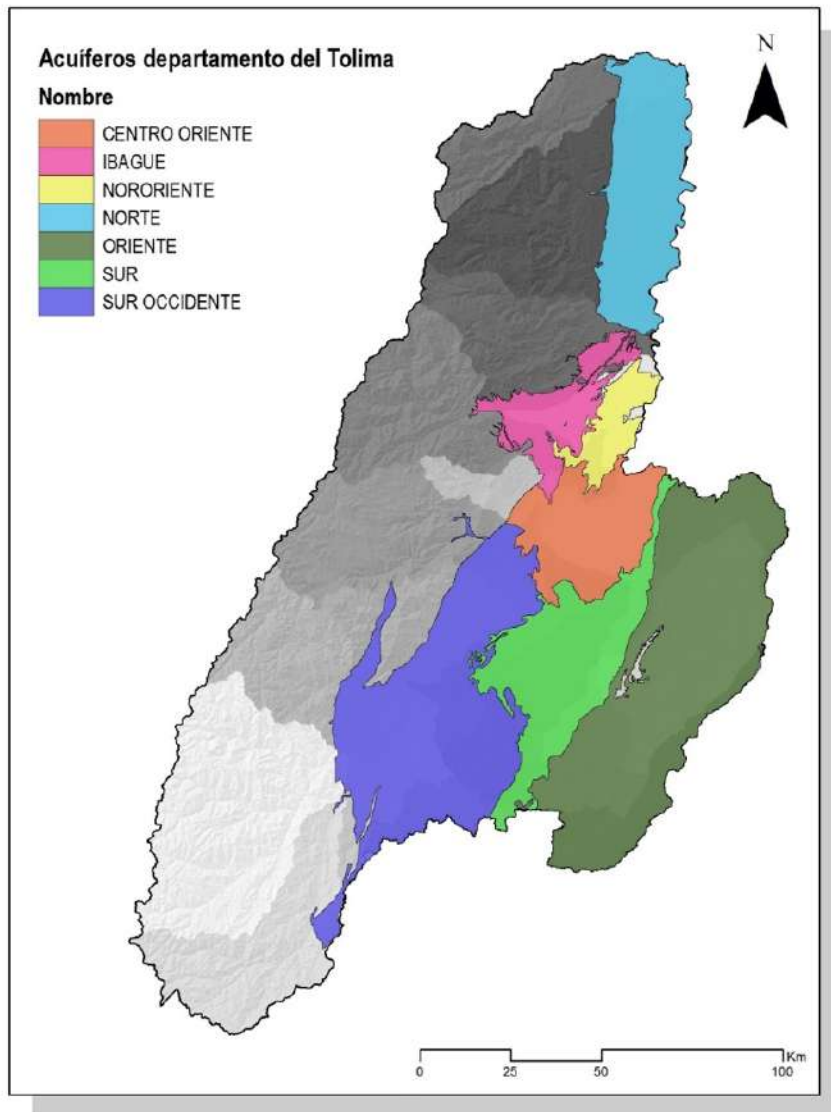 Acuíferos departamento del Tolima
Nombre
CENTRO ORIENTE
IBAGUE
NORORIENTE
NORTE
ORIENTE
SUR
SUR OCCIDENTE
N
Km
0 25 50 100